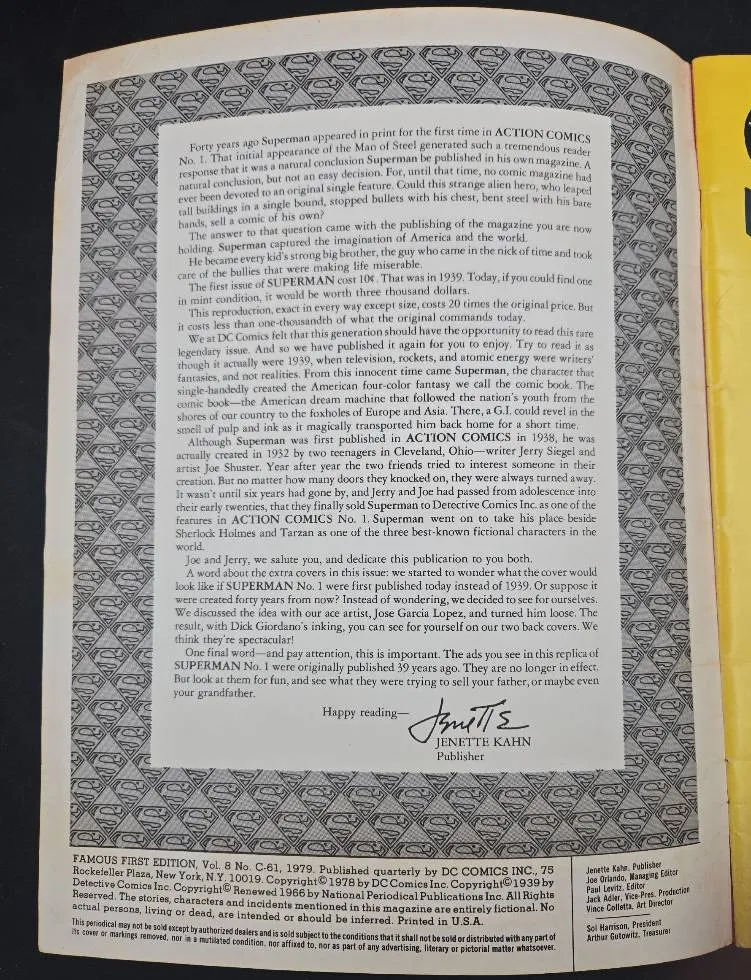 Forty years ago Superman appeared in print for the first time in ACTION COMICS
No. 1. That initial appearance of the Man of Steel generated such a tremendous reader
response that it was a natural conclusion Superman be published in his own magazine. A
natural conclusion, but not an easy decision. For, until that time, no comic magazine had
ever been devoted to an original single feature. Could this strange alien hero, who leaped
tall buildings in a single bound, stopped bullets with his chest, bent steel with his bare
hands, sell a comic of his own?
The answer to that question came with the publishing of the magazine you are now
holding. Superman captured the imagination of America and the world.
He became every kid's strong big brother, the guy who came in the nick of time and took
care of the bullies that were making life miserable.
The first issue of SUPERMAN cost 10¢. That was in 1939. Today, if you could find one
in mint condition, it would be worth three thousand dollars.
This reproduction, exact in every way except size, costs 20 times the original price. But
it costs less than one-thousandth of what the original commands today.
We at DC Comics felt that this generation should have the opportunity to read this rare
legendary issue. And so we have published it again for you to enjoy. Try to read it as
though it actually were 1939, when television, rockets, and atomic energy were writers'
fantasies, and not realities. From this innocent time came Superman, the character that
single-handedly created the American four-color fantasy we call the comic book. The
comic book—the American dream machine that followed the nation's youth from the
shores of our country to the foxholes of Europe and Asia. There, a G.I. could revel in the
smell of pulp and ink as it magically transported him back home for a short time.
Although Superman was first published in ACTION COMICS in 1938, he was
actually created in 1932 by two teenagers in Cleveland, Ohio—writer Jerry Siegel and
artist Joe Shuster. Year after year the two friends tried to interest someone in their
creation. But no matter how many doors they knocked on, they were always turned away.
It wasn't until six years had gone by, and Jerry and Joe had passed from adolescence into
their early twenties, that they finally sold Superman to Detective Comics Inc. as one of the
features in ACTION COMICS No. 1. Superman went on to take his place beside
Sherlock Holmes and Tarzan as one of the three best-known fictional characters in the
world.
Joe and Jerry, we salute you, and dedicate this publication to you both.
A word about the extra covers in this issue: we started to wonder what the cover would
look like if SUPERMAN No. 1 were first published today instead of 1939. Or suppose it
were created forty years from now? Instead of wondering, we decided to see for ourselves.
We discussed the idea with our ace artist, Jose Garcia Lopez, and turned him loose. The
result, with Dick Giordano's inking, you can see for yourself on our two back covers. We
think they're spectacular!
One final word—and pay attention, this is important. The ads you see in this replica of
SUPERMAN No. 1 were originally published 39 years ago. They are no longer in effect.
But look at them for fun, and see what they were trying to sell your father, or maybe even
your grandfather.
Happy reading—
Jenette
JENETTE KAHN
Publisher
FAMOUS FIRST EDITION, Vol. 8 No. C-61, 1979. Published quarterly by DC COMICS INC., 75
Rockefeller Plaza, New York, N.Y. 10019. Copyright © 1978 by DC Comics Inc. Copyright © 1939 by
Detective Comics Inc. Copyright © Renewed 1966 by National Periodical Publications Inc. All Rights
Reserved. The stories, characters and incidents mentioned in this magazine are entirely fictional. No
actual persons, living or dead, are intended or should be inferred. Printed in U.S.A.
This periodical may not be sold except by authorized dealers and is sold subject to the conditions that it shall not be sold or distributed with any part of
its cover or markings removed, nor in a mutilated condition, nor affixed to, nor as part of any advertising, literary or pictorial matter whatsoever.
Jenette Kahn, Publisher
Joe Orlando, Managing Editor
Paul Levitz, Editor
Jack Adler, Vice-Pres. Production
Vince Colletta, Art Director
Sol Harrison, President
Arthur Gutowitz, Treasurer